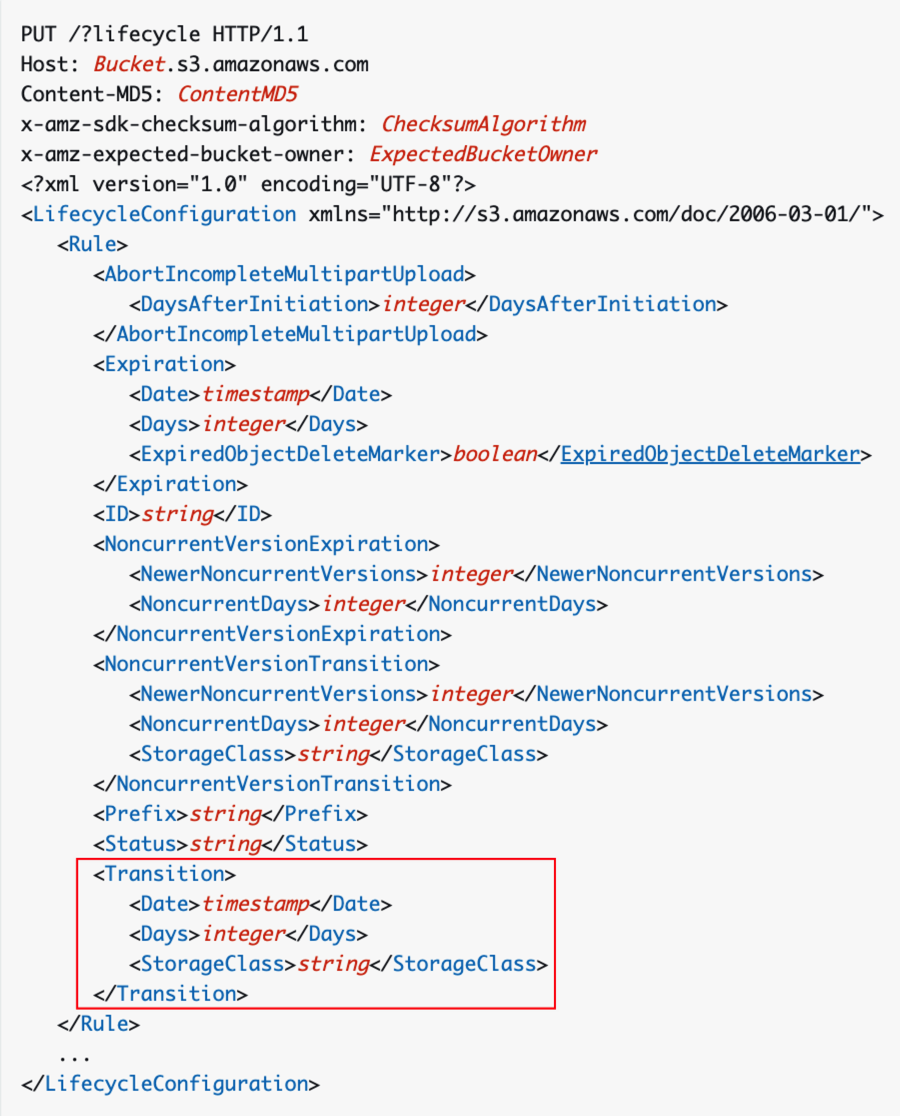 PUT /?lifecycle HTTP/1.1
Host: Bucket.s3.amazonaws.com
Content-MD5: ContentMD5
x-amz-sdk-checksum-algorithm: ChecksumAlgorithm
x-amz-expected-bucket-owner: ExpectedBucketOwner
<?xml version="1.0" encoding="UTF-8"?>
<LifecycleConfiguration xmlns="http://s3.amazonaws.com/doc/2006-03-01/">
   <Rule>
      <AbortIncompleteMultipartUpload>
         <DaysAfterInitiation>integer</DaysAfterInitiation>
      </AbortIncompleteMultipartUpload>
      <Expiration>
         <Date>timestamp</Date>
         <Days>integer</Days>
         <ExpiredObjectDeleteMarker>boolean</ExpiredObjectDeleteMarker>
      </Expiration>
      <ID>string</ID>
      <NoncurrentVersionExpiration>
         <NewerNoncurrentVersions>integer</NewerNoncurrentVersions>
         <NoncurrentDays>integer</NoncurrentDays>
      </NoncurrentVersionExpiration>
      <NoncurrentVersionTransition>
         <NewerNoncurrentVersions>integer</NewerNoncurrentVersions>
         <NoncurrentDays>integer</NoncurrentDays>
         <StorageClass>string</StorageClass>
      </NoncurrentVersionTransition>
      <Prefix>string</Prefix>
      <Status>string</Status>
      <Transition>
         <Date>timestamp</Date>
         <Days>integer</Days>
         <StorageClass>string</StorageClass>
      </Transition>
   </Rule>
   ...
</LifecycleConfiguration>